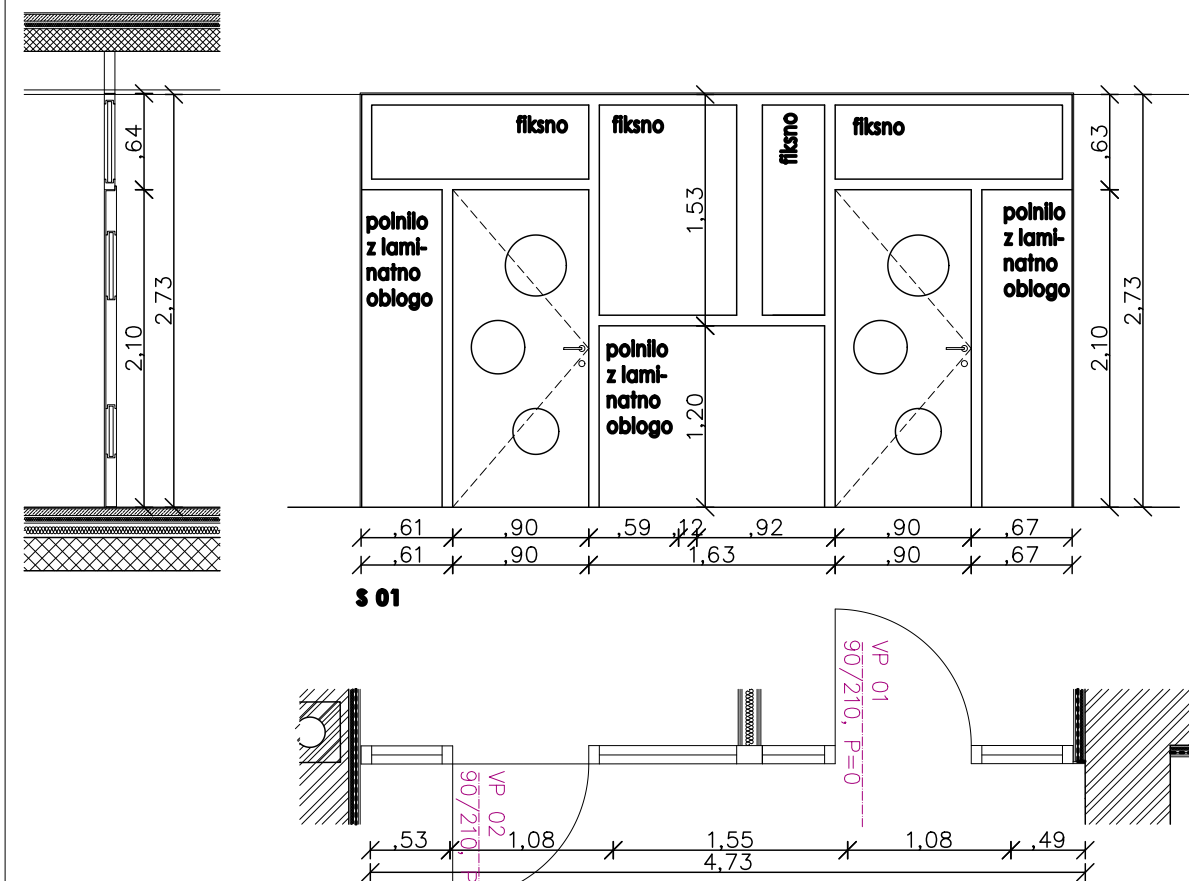 ,64
2,10
2,73
fiksno
fiksno
fiksno
fiksno
,63
2,10
2,73
1,53
1,20
polnilo
z lami-
natno
oblogo
polnilo
z lami-
natno
oblogo
polnilo
z lami-
natno
oblogo
,61 ,90 ,59 ,12 ,92 ,90 ,67
,61 ,90 1,63 ,90 ,67
S 01
VP 01
90/210, P=0
VP 02
90/210, P
,53 1,08 1,55 1,08 ,49
4,73